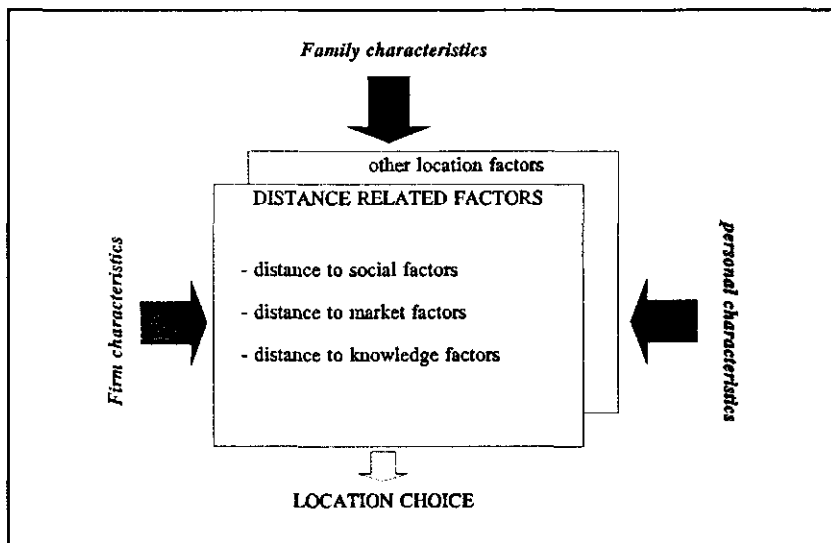 Family characteristics
other location factors
DISTANCE RELATED FACTORS
Firm characteristics
- distance to social factors
- distance to market factors
- distance to knowledge factors
personal characteristics
LOCATION CHOICE